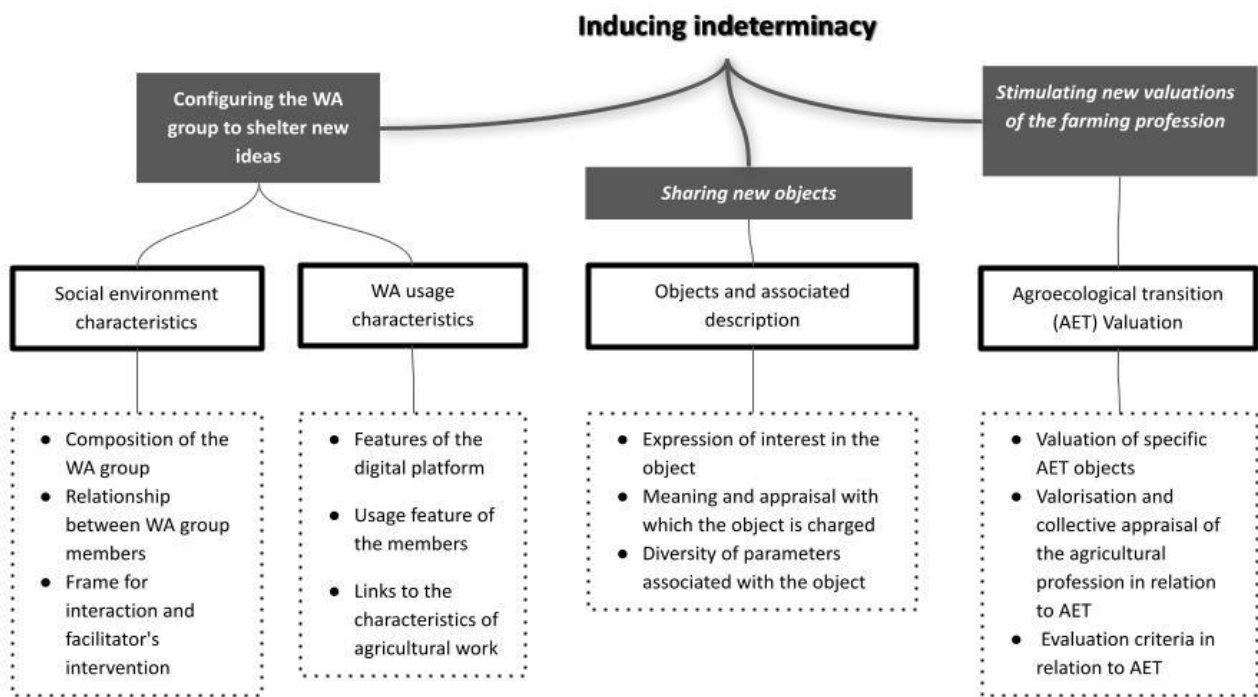 Inducing indeterminacy
Configuring the WA
group to shelter new
ideas
Stimulating new valuations
of the farming profession
Sharing new objects
Social environment
characteristics
WA usage
characteristics
Objects and associated
description
Agroecological transition
(AET) Valuation
● Composition of the
WA group
● Relationship
between WA group
members
● Frame for
interaction and
facilitator's
intervention
● Features of the
digital platform
● Usage feature of
the members
● Links to the
characteristics of
agricultural work
● Expression of interest in the
object
● Meaning and appraisal with
which the object is charged
● Diversity of parameters
associated with the object
● Valuation of specific
AET objects
● Valorisation and
collective appraisal of
the agricultural
profession in relation
to AET
● Evaluation criteria in
relation to AET